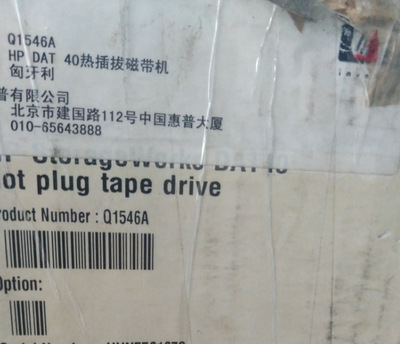 Q1546A
HP DAT 40热插拔磁带机
匈牙利
普有限公司
北京市建国路112号中国惠普大厦
010-65643888
StorageWorks DAT40
ot plug tape drive
roduct Number : Q1546A
Option: